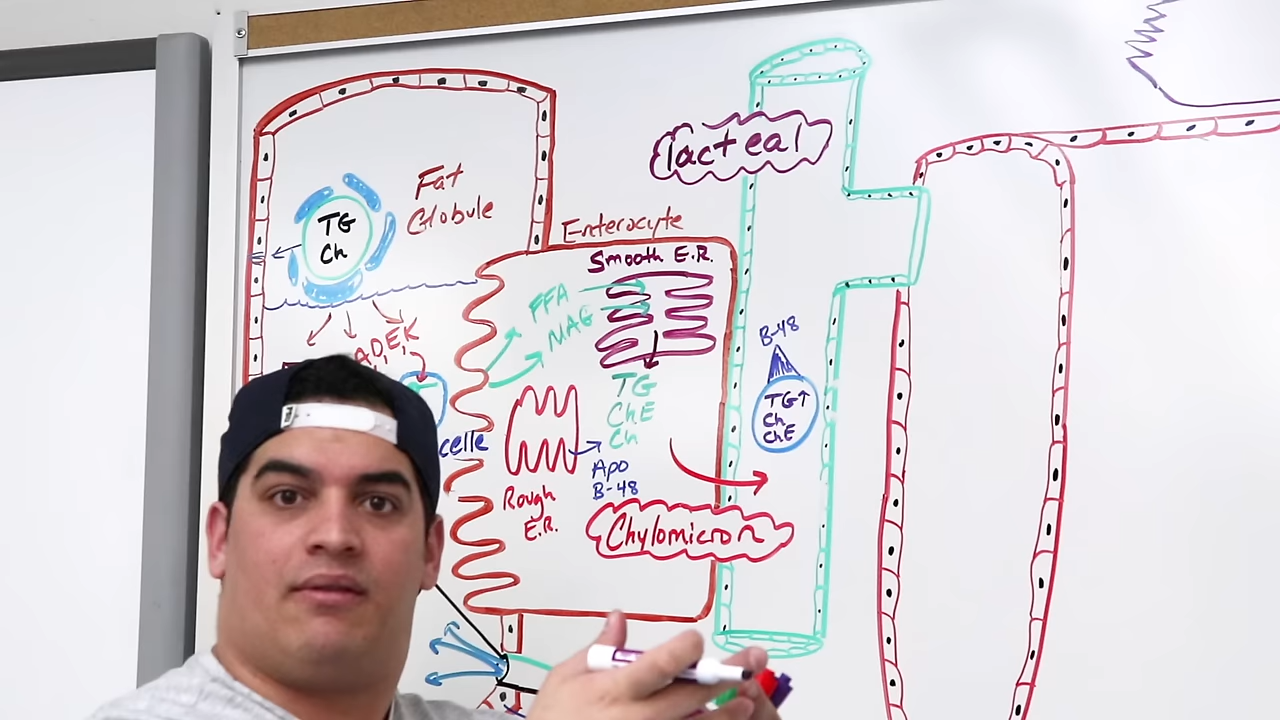 lacteal
Fat
Globule
TG
Ch
Enterocyte
Smooth E.R.
FFA
MAG
A,D,E,K
B-48
TG↑
Ch
ChE
TG
ChE
Ch
celle
Apo
B-48
Rough
E.R.
Chylomicron